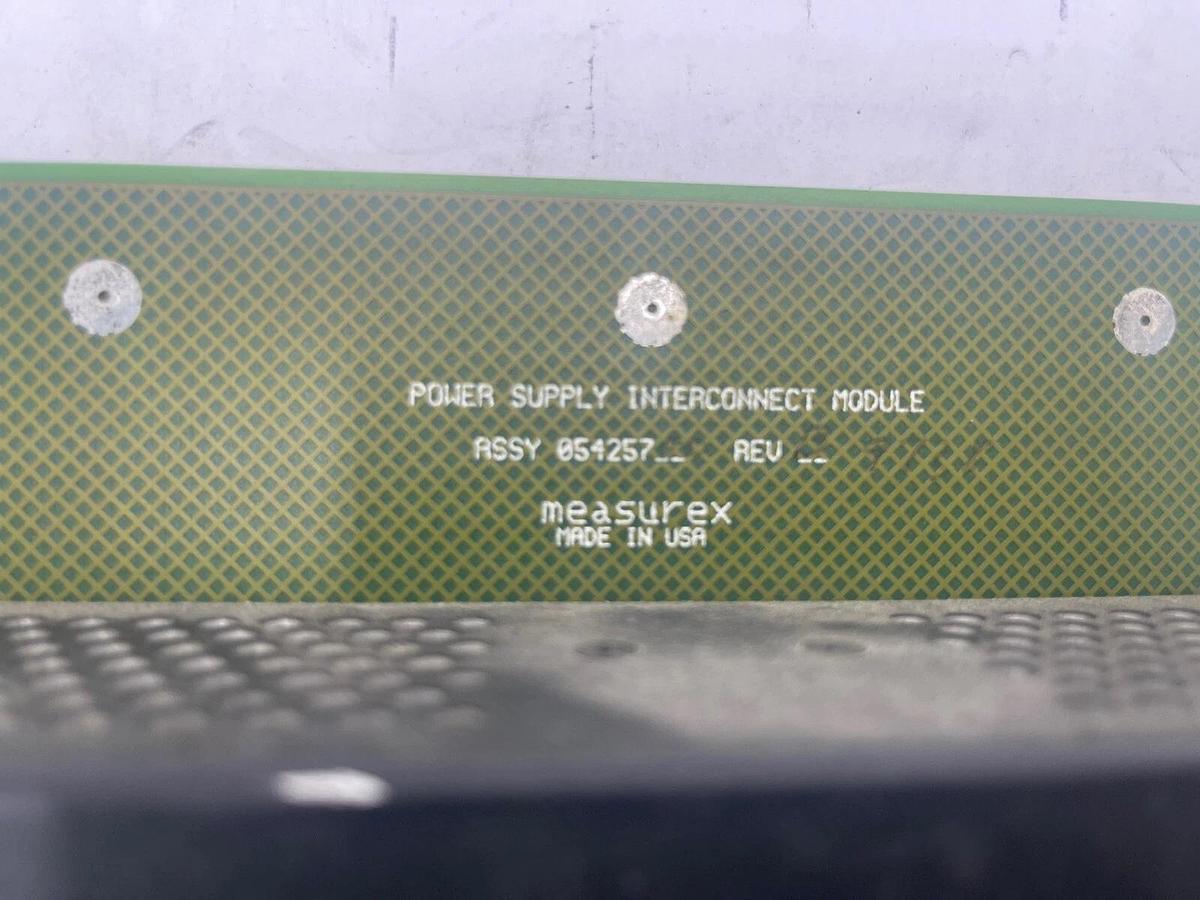 POWER SUPPLY INTERCONNECT MODULE
ASSY 054257__ REV __
measurex
MADE IN USA